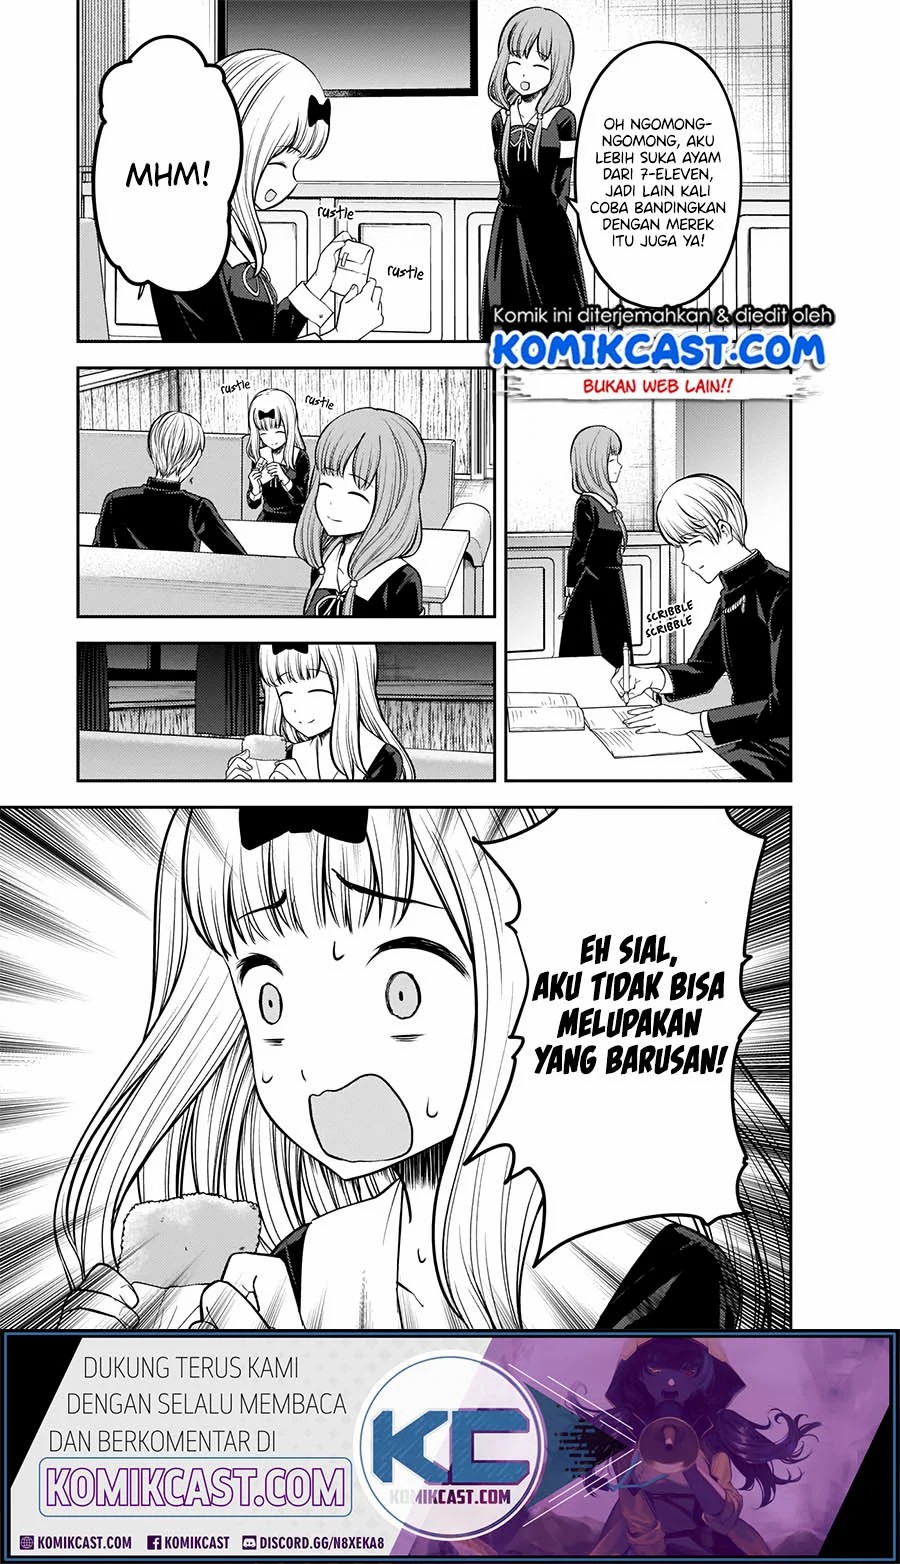 MHM!
OH NGOMONG-
NGOMONG, AKU
LEBIH SUKA AYAM
DARI 7-ELEVEN,
JADI LAIN KALI
COBA BANDINGKAN
DENGAN MEREK
ITU JUGA YA!
rustle
rustle
Komik ini diterjemahkan & diedit oleh
KOMIKCAST.COM
BUKAN WEB LAIN!!
rustle
rustle
SCRIBBLE
SCRIBBLE
EH SIAL,
AKU TIDAK BISA
MELUPAKAN
YANG BARUSAN!
DUKUNG TERUS KAMI
DENGAN SELALU MEMBACA
DAN BERKOMENTAR DI
KOMIKCAST.COM
KC
KOMIKCAST.COM
KOMIKCAST.COM
KOMIKCAST
DISCORD.GG/N8XEKA8